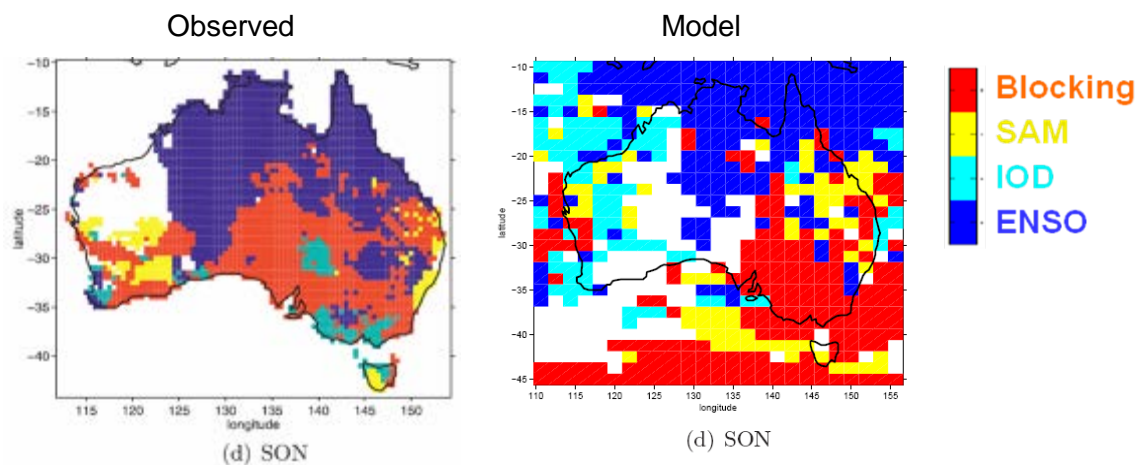 Observed
−10
−15
−20
−25
−30
−35
−40
latitude
115 120 125 130 135 140 145 150
longitude
(d) SON
Model
−10
−15
−20
−25
−30
−35
−40
−45
latitude
110 115 120 125 130 135 140 145 150 155
longitude
(d) SON
Blocking
SAM
IOD
ENSO